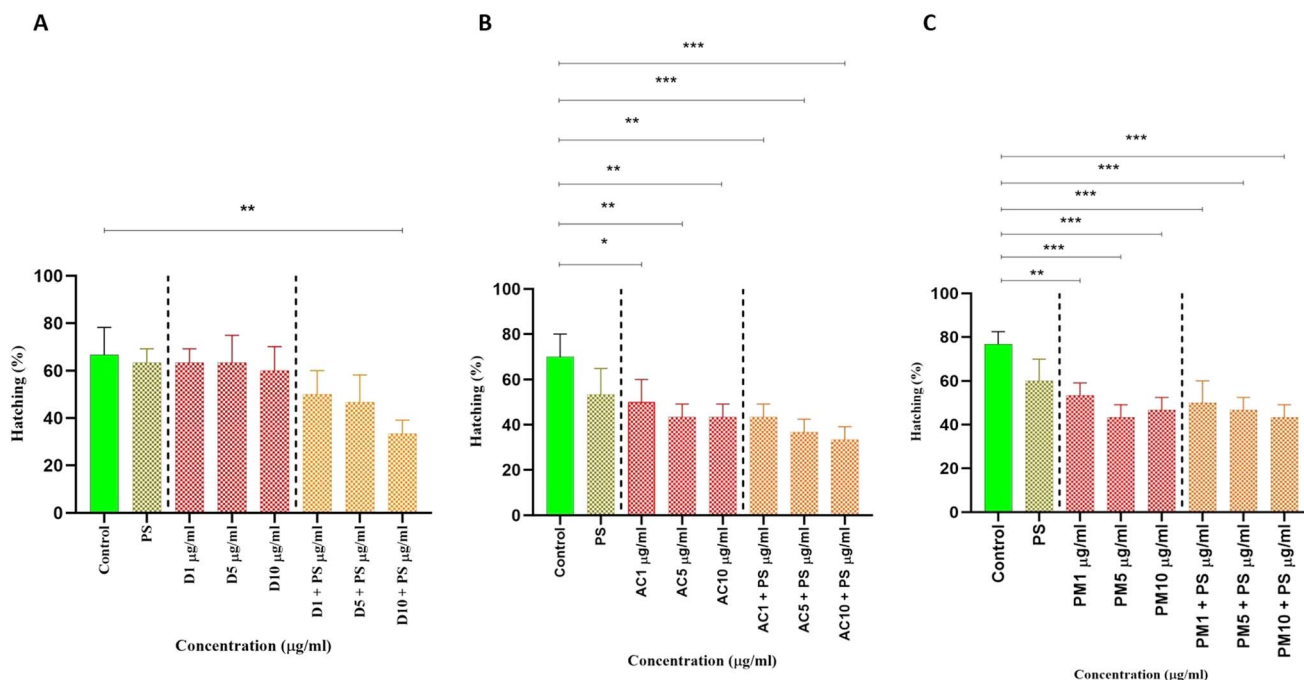 A
**
Hatching (%)
100
80
60
40
20
0
Control
PS
D1 µg/ml
D5 µg/ml
D10 µg/ml
D1 + PS µg/ml
D5 + PS µg/ml
D10 + PS µg/ml
Concentration (µg/ml)
B
***
***
**
**
**
*
Hatching (%)
100
80
60
40
20
0
Control
PS
AC1 µg/ml
AC5 µg/ml
AC10 µg/ml
AC1 + PS µg/ml
AC5 + PS µg/ml
AC10 + PS µg/ml
Concentration (µg/ml)
C
***
***
***
***
***
**
Hatching (%)
100
80
60
40
20
0
Control
PS
PM1 µg/ml
PM5 µg/ml
PM10 µg/ml
PM1 + PS µg/ml
PM5 + PS µg/ml
PM10 + PS µg/ml
Concentration (µg/ml)